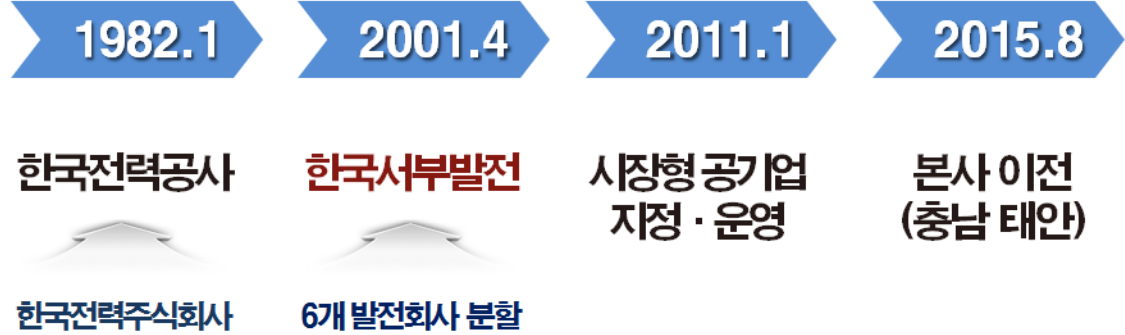 1982.1
2001.4
2011.1
2015.8
한국전력공사
한국서부발전
시장형 공기업
지정 · 운영
본사 이전
(충남 태안)
한국전력주식회사
6개 발전회사 분할